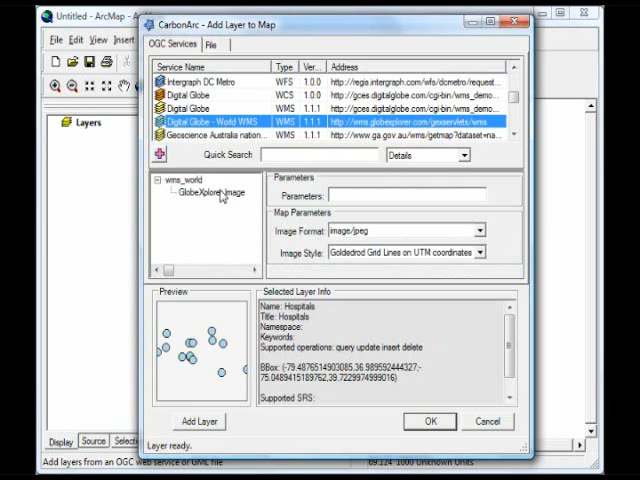 Untitled - ArcMap - Arc
CarbonArc - Add Layer to Map
File Edit View Insert
OGC Services File
Service Name Type Ver... Address
Intergraph DC Metro WFS 1.0.0 http://regis.intergraph.com/wfs/dcmetro/request...
Digital Globe WCS 1.0.0 http://gces.digitalglobe.com/cgi-bin/wms_demo...
Digital Globe WMS 1.1.1 http://gces.digitalglobe.com/cgi-bin/wms_demo...
Digital Globe - World WMS WMS 1.1.1 http://wms.globexplorer.com/gexservlets/wms
Geoscience Australia nation... WMS 1.1.1 http://www.ga.gov.au/wms/getmap?dataset=na...
Layers
Quick Search Details
wms_world
GlobeXplorer Image
Parameters
Parameters:
Map Parameters
Image Format: image/jpeg
Image Style: Goldedrod Grid Lines on UTM coordinates
Preview
Selected Layer Info
Name: Hospitals
Title: Hospitals
Namespace:
Keywords:
Supported operations: query update insert delete
BBox: (-79.4876514903085,36.989592444327,-
75.0489415189762,39.7229974999016)
Supported SRS:
Add Layer OK Cancel
Display Source Selecti
Layer ready.
Add layers from an OGC web service or GML file
69.124 1000 Unknown Units